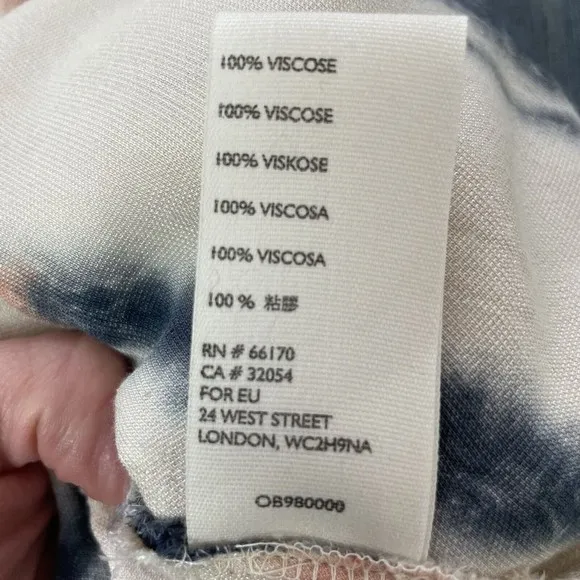 100% VISCOSE
100% VISCOSE
100% VISKOSE
100% VISCOSA
100% VISCOSA
100 % 粘膠
RN # 66170
CA # 32054
FOR EU
24 WEST STREET
LONDON, WC2H9NA
OB980000